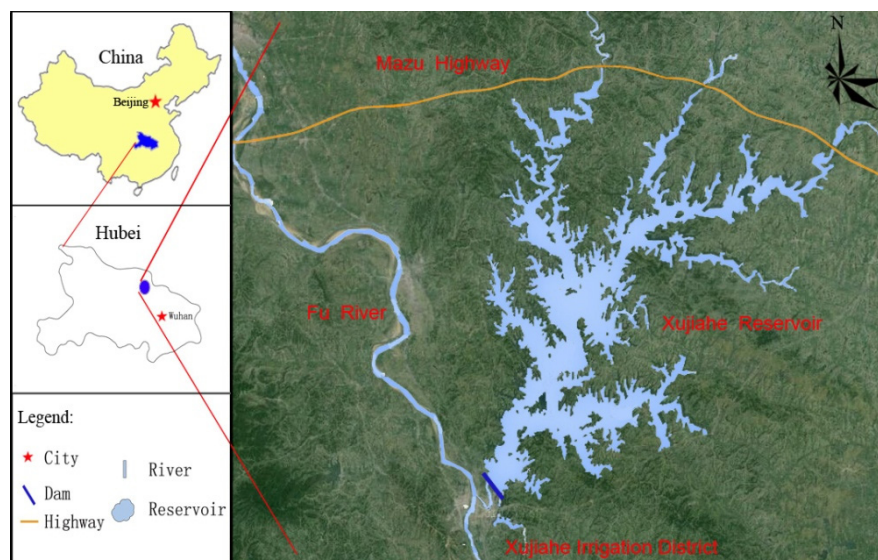 China
Beijing
Hubei
Wuhan
Legend:
City
River
Dam
Highway
Reservoir
N
Mazu Highway
Fu River
Xujiahe Reservoir
Xujiahe Irrigation District